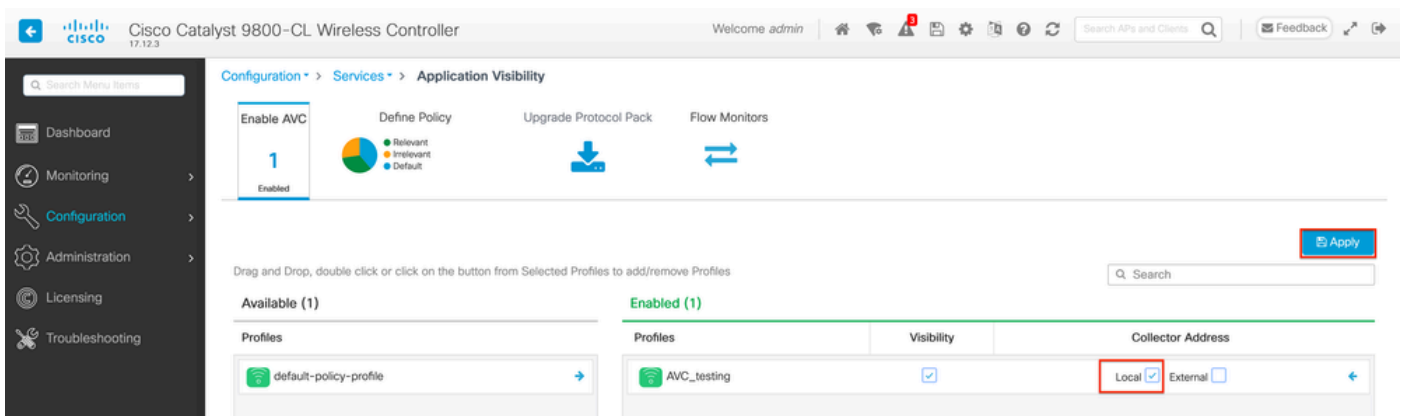 CISCO
Cisco Catalyst 9800-CL Wireless Controller
17.12.3
Welcome admin
3
Search APs and Clients
Feedback
Search Menu Items
Dashboard
Monitoring
Configuration
Administration
Licensing
Troubleshooting
Configuration > Services > Application Visibility
Enable AVC
1
Enabled
Define Policy
Relevant
Irrelevant
Default
Upgrade Protocol Pack
Flow Monitors
Apply
Drag and Drop, double click or click on the button from Selected Profiles to add/remove Profiles
Search
Available (1)
Enabled (1)
Profiles
Profiles
Visibility
Collector Address
default-policy-profile
AVC_testing
Local
External